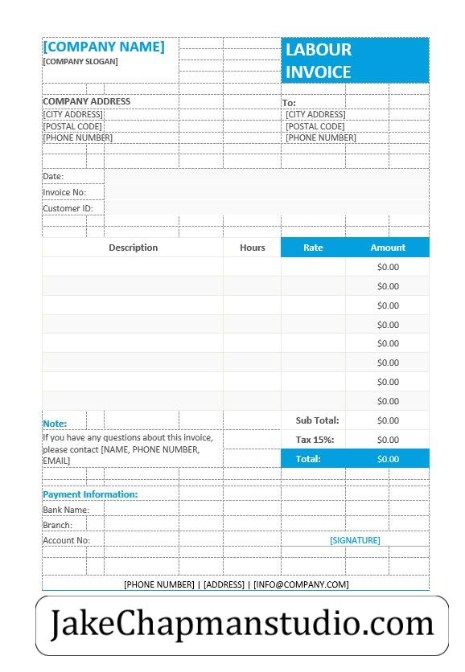 [COMPANY NAME]
[COMPANY SLOGAN]
LABOUR
INVOICE
COMPANY ADDRESS
[CITY ADDRESS]
[POSTAL CODE]
[PHONE NUMBER]
To:
[CITY ADDRESS]
[POSTAL CODE]
[PHONE NUMBER]
Date:
Invoice No:
Customer ID:
Description Hours Rate Amount
$0.00
$0.00
$0.00
$0.00
$0.00
$0.00
$0.00
$0.00
Note:
If you have any questions about this invoice,
please contact [NAME, PHONE NUMBER,
EMAIL]
Sub Total: $0.00
Tax 15%: $0.00
Total: $0.00
Payment Information:
Bank Name:
Branch:
Account No:
[SIGNATURE]
[PHONE NUMBER] | [ADDRESS] | [INFO@COMPANY.COM]
JakeChapmanstudio.com